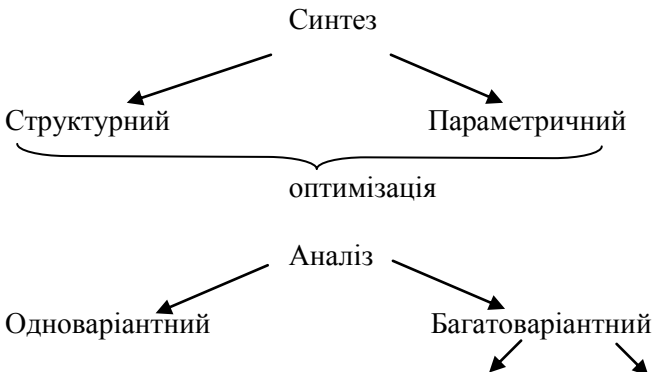 Синтез
Структурний Параметричний
оптимізація
Аналіз
Одноваріантний Багатоваріантний